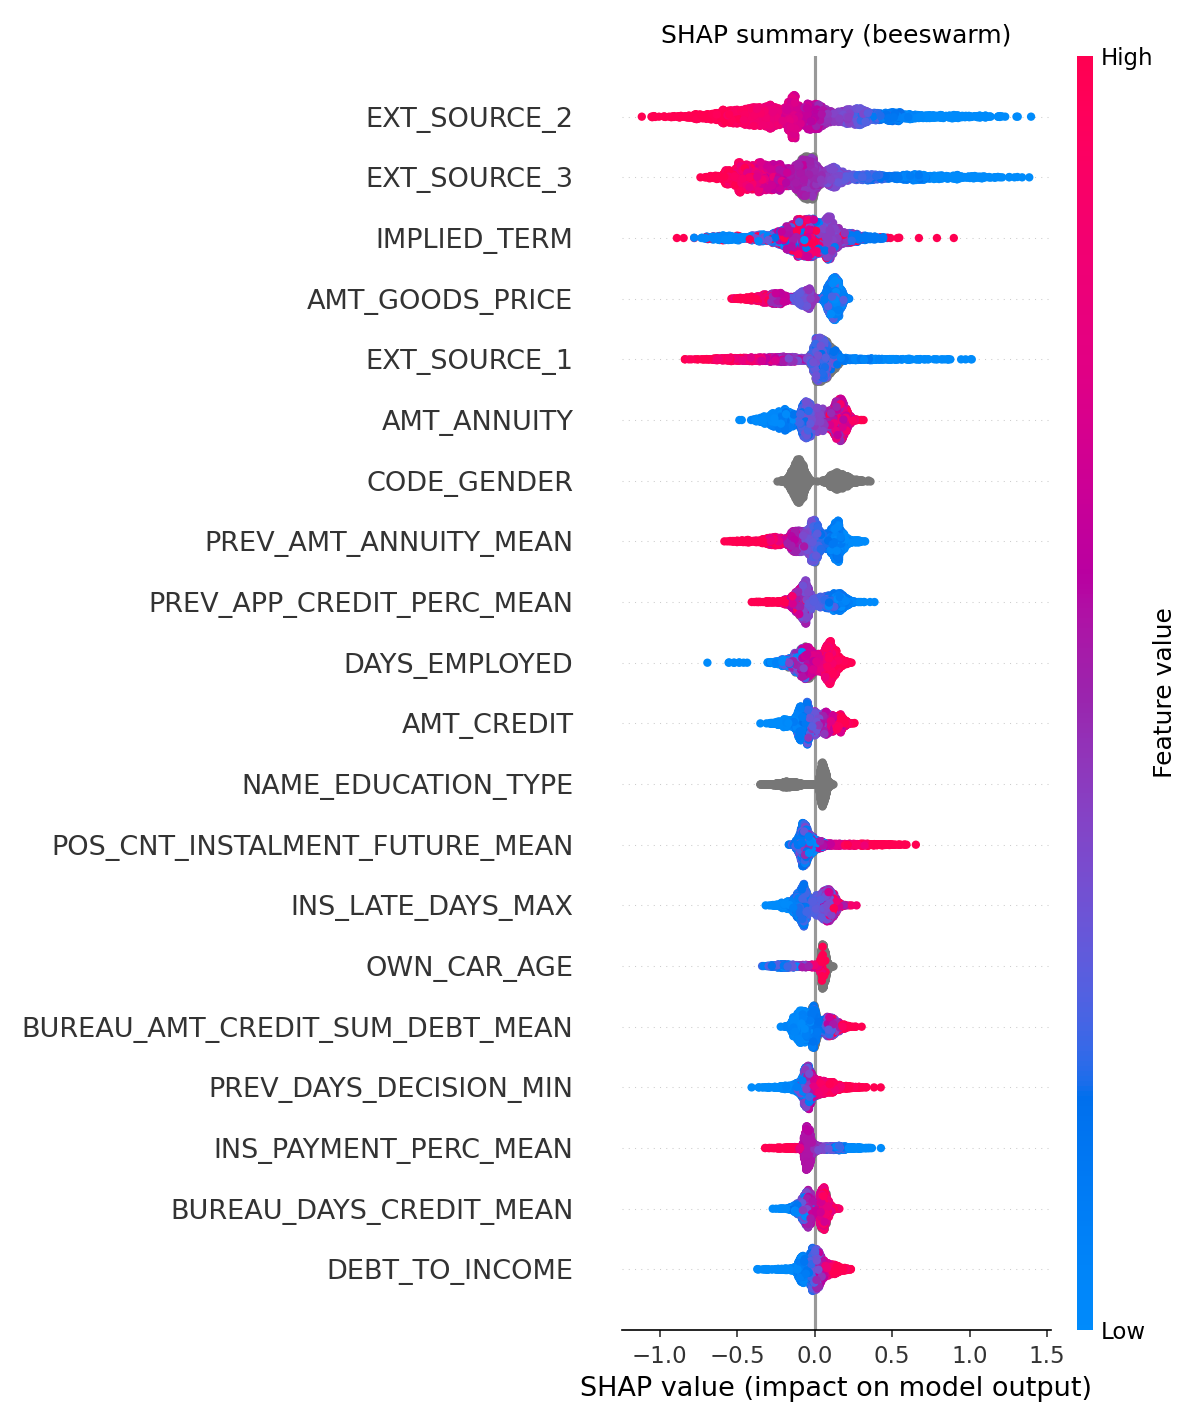 SHAP summary (beeswarm)
High
EXT_SOURCE_2
EXT_SOURCE_3
IMPLIED_TERM
AMT_GOODS_PRICE
EXT_SOURCE_1
AMT_ANNUITY
CODE_GENDER
PREV_AMT_ANNUITY_MEAN
PREV_APP_CREDIT_PERC_MEAN
DAYS_EMPLOYED
AMT_CREDIT
NAME_EDUCATION_TYPE
POS_CNT_INSTALMENT_FUTURE_MEAN
INS_LATE_DAYS_MAX
OWN_CAR_AGE
BUREAU_AMT_CREDIT_SUM_DEBT_MEAN
PREV_DAYS_DECISION_MIN
INS_PAYMENT_PERC_MEAN
BUREAU_DAYS_CREDIT_MEAN
DEBT_TO_INCOME
Feature value
Low
−1.0 −0.5 0.0 0.5 1.0 1.5
SHAP value (impact on model output)